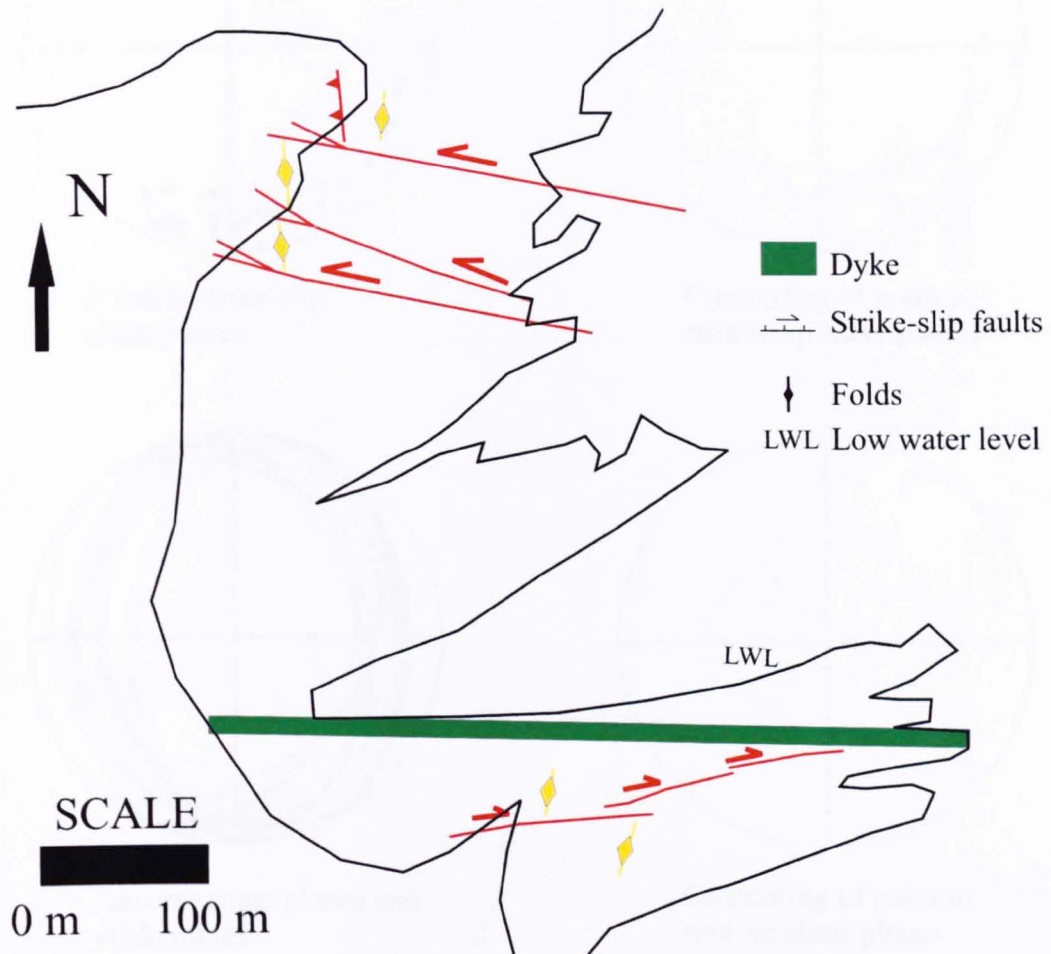 N
Dyke
Strike-slip faults
Folds
LWL Low water level
LWL
SCALE
0 m 100 m